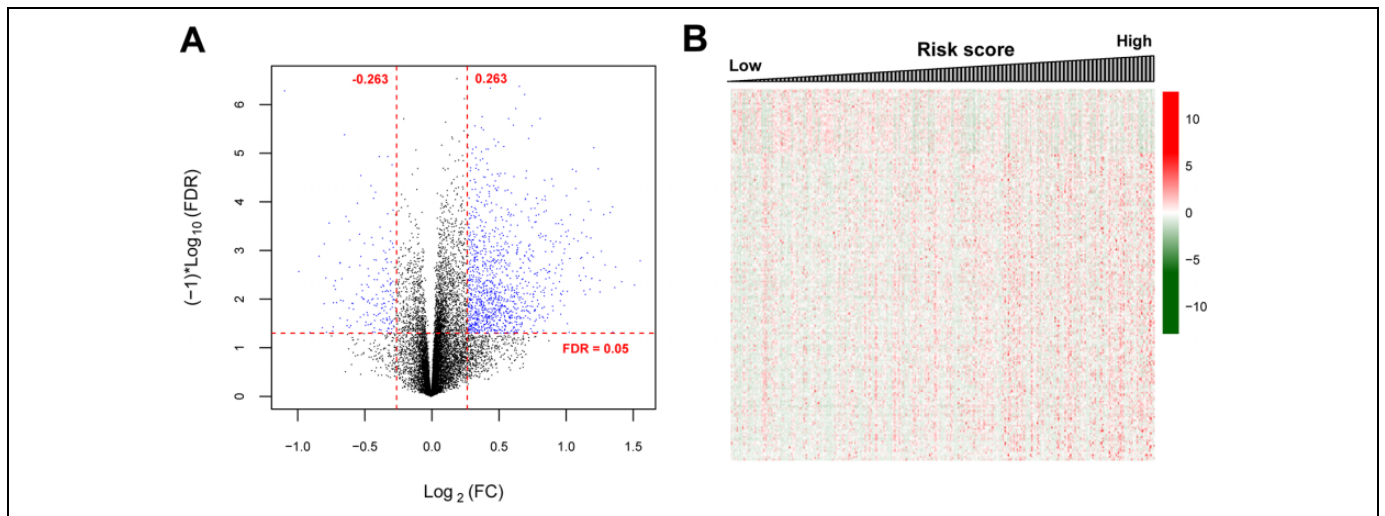 A
-0.263
0.263
6
5
4
3
2
1
0
(−1)*Log10 (FDR)
FDR = 0.05
−1.0 −0.5 0.0 0.5 1.0 1.5
Log 2 (FC)
B
Risk score
Low
High
10
5
0
−5
−10